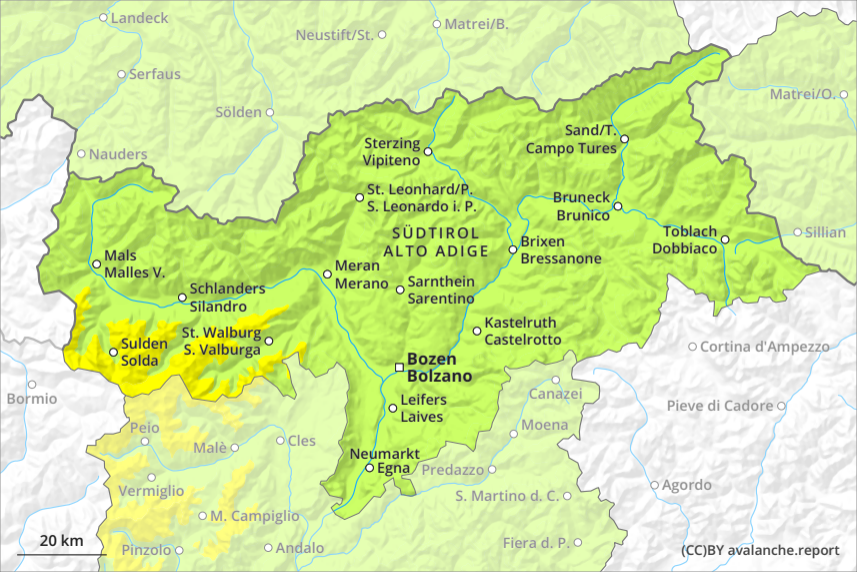 Landeck
Matrei/B.
Neustift/St.
Serfaus
Matrei/O.
Sölden
Sand/T.
Campo Tures
Sterzing
Vipiteno
Nauders
St. Leonhard/P.
S. Leonardo i. P.
Bruneck
Brunico
SÜDTIROL
ALTO ADIGE
Toblach
Dobbiaco
Sillian
Brixen
Bressanone
Mals
Malles V.
Meran
Merano
Sarnthein
Sarentino
Schlanders
Silandro
Kastelruth
Castelrotto
St. Walburg
S. Valburga
Sulden
Solda
Cortina d'Ampezzo
Bozen
Bolzano
Bormio
Canazei
Leifers
Laives
Pieve di Cadore
Peio
Moena
Cles
Malè
Neumarkt
Egna
Predazzo
Vermiglio
Agordo
S. Martino d. C.
M. Campiglio
20 km
Pinzolo
Andalo
Fiera d. P.
(CC)BY avalanche.report